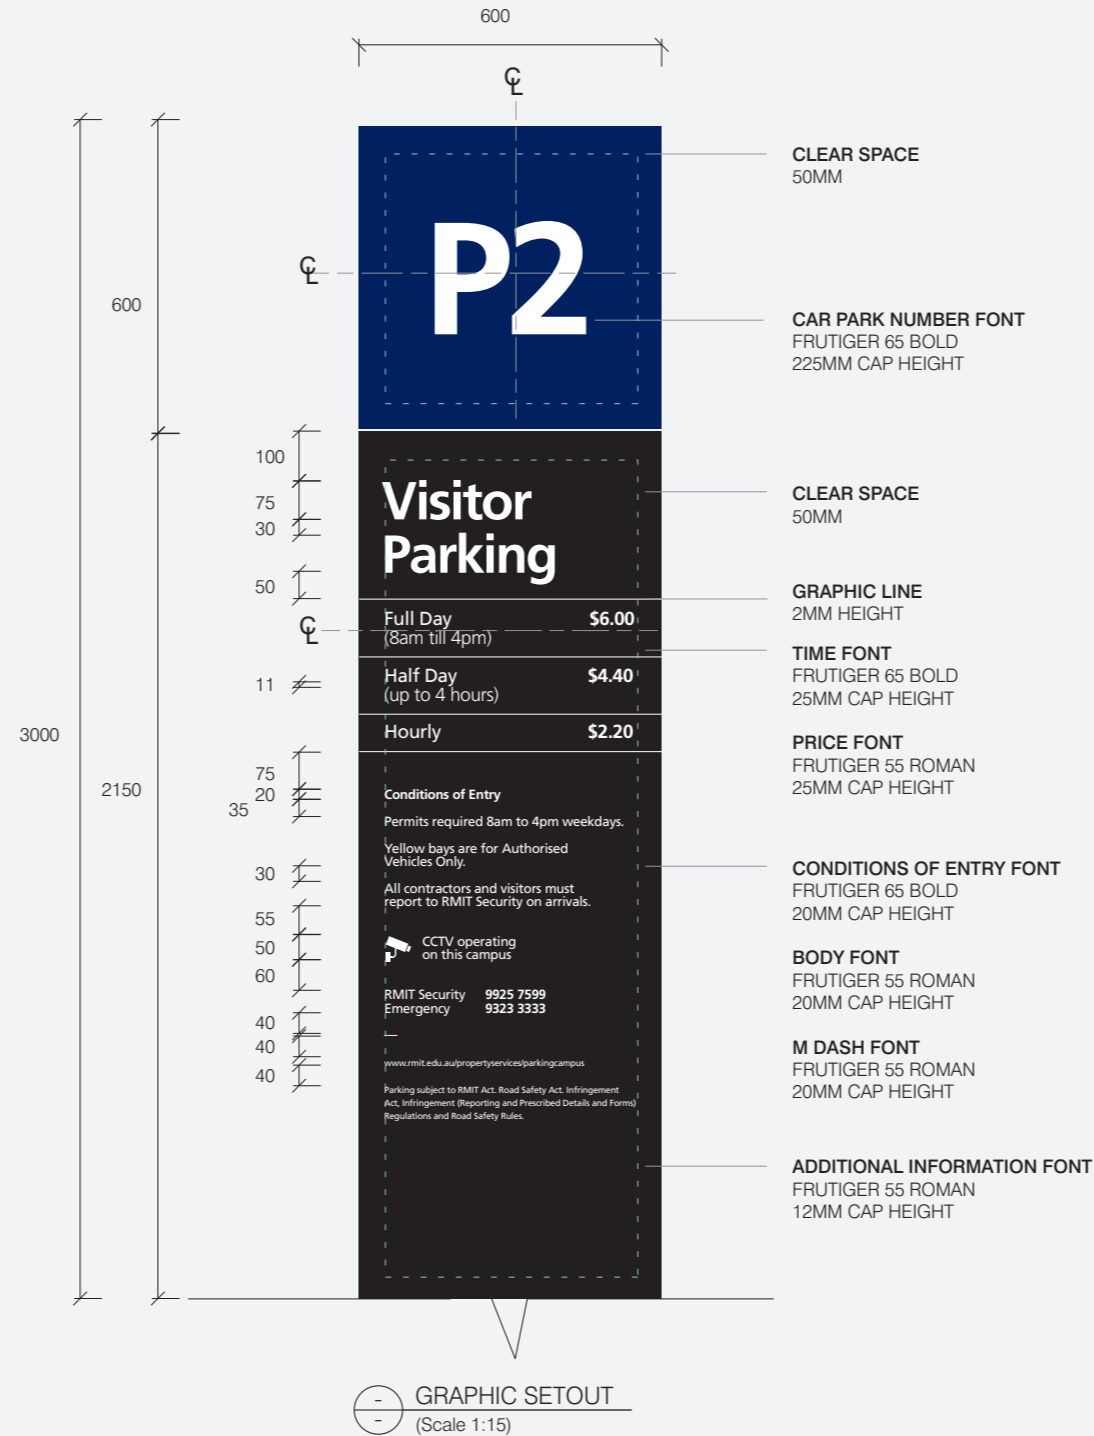 600
℄
CLEAR SPACE
50MM
℄
P2
600
CAR PARK NUMBER FONT
FRUTIGER 65 BOLD
225MM CAP HEIGHT
100
75
30
50
℄
11
3000
2150
75
20
35
30
55
50
60
40
40
40
Visitor
Parking
Full Day $6.00
(8am till 4pm)
Half Day $4.40
(up to 4 hours)
Hourly $2.20
Conditions of Entry
Permits required 8am to 4pm weekdays.
Yellow bays are for Authorised
Vehicles Only.
All contractors and visitors must
report to RMIT Security on arrivals.
CCTV operating
on this campus
RMIT Security 9925 7599
Emergency 9323 3333
—
www.rmit.edu.au/propertyservices/parkingcampus
Parking subject to RMIT Act. Road Safety Act. Infringement
Act, Infringement (Reporting and Prescribed Details and Forms)
Regulations and Road Safety Rules.
CLEAR SPACE
50MM
GRAPHIC LINE
2MM HEIGHT
TIME FONT
FRUTIGER 65 BOLD
25MM CAP HEIGHT
PRICE FONT
FRUTIGER 55 ROMAN
25MM CAP HEIGHT
CONDITIONS OF ENTRY FONT
FRUTIGER 65 BOLD
20MM CAP HEIGHT
BODY FONT
FRUTIGER 55 ROMAN
20MM CAP HEIGHT
M DASH FONT
FRUTIGER 55 ROMAN
20MM CAP HEIGHT
ADDITIONAL INFORMATION FONT
FRUTIGER 55 ROMAN
12MM CAP HEIGHT
-
-
GRAPHIC SETOUT
(Scale 1:15)